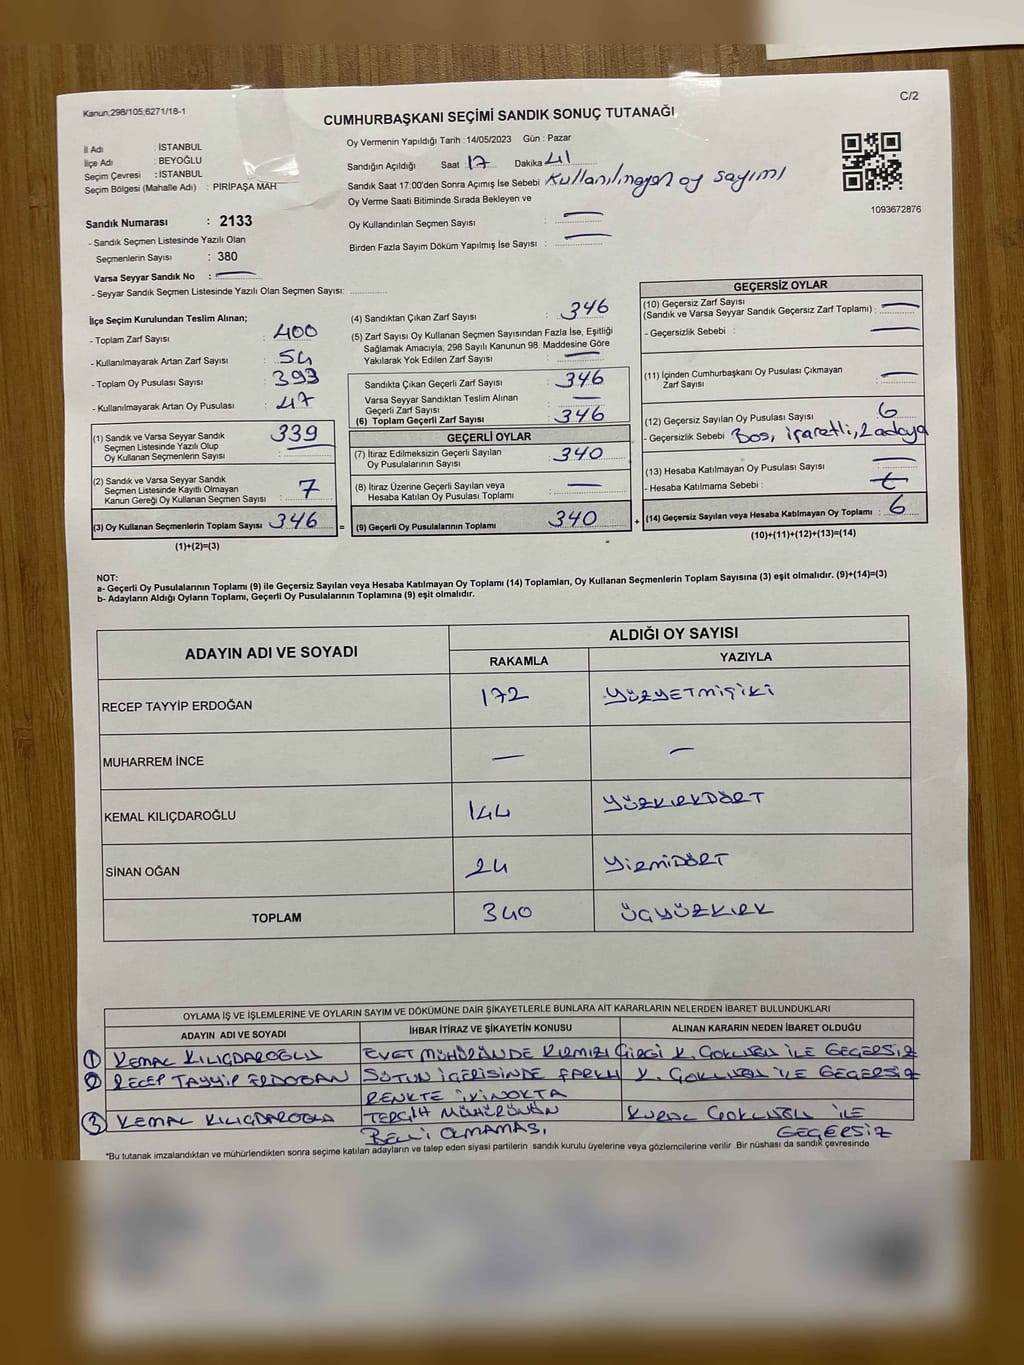 Kanun;298/105;6271/18-1
C/2
CUMHURBAŞKANI SEÇİMİ SANDIK SONUÇ TUTANAĞI
İl Adı : İSTANBUL
İlçe Adı : BEYOĞLU
Seçim Çevresi : İSTANBUL
Seçim Bölgesi (Mahalle Adı) : PİRİPAŞA MAH.
Oy Vermenin Yapıldığı Tarih : 14/05/2023 Gün : Pazar
Sandığın Açıldığı Saat : 17 Dakika : 41
Sandık Saat 17:00'den Sonra Açımış İse Sebebi : Kullanılmayan oy sayımı
Oy Verme Saati Bitiminde Sırada Bekleyen ve
Oy Kullandırılan Seçmen Sayısı : —
Birden Fazla Sayım Döküm Yapılmış İse Sayısı : —
1093672876
Sandık Numarası : 2133
- Sandık Seçmen Listesinde Yazılı Olan
Seçmenlerin Sayısı : 380
Varsa Seyyar Sandık No : —
- Seyyar Sandık Seçmen Listesinde Yazılı Olan Seçmen Sayısı:
İlçe Seçim Kurulundan Teslim Alınan;
- Toplam Zarf Sayısı : 400
- Kullanılmayarak Artan Zarf Sayısı : 54
- Toplam Oy Pusulası Sayısı : 393
- Kullanılmayarak Artan Oy Pusulası : 47
(1) Sandık ve Varsa Seyyar Sandık 339
Seçmen Listesinde Yazılı Olup
Oy Kullanan Seçmenlerin Sayısı :
(2) Sandık ve Varsa Seyyar Sandık
Seçmen Listesinde Kayıtlı Olmayan
Kanun Gereği Oy Kullanan Seçmen Sayısı : 7
(3) Oy Kullanan Seçmenlerin Toplam Sayısı : 346 =
(1)+(2)=(3)
(4) Sandıktan Çıkan Zarf Sayısı : 346
(5) Zarf Sayısı Oy Kullanan Seçmen Sayısından Fazla İse, Eşitliği
Sağlamak Amacıyla, 298 Sayılı Kanunun 98. Maddesine Göre
Yakılarak Yok Edilen Zarf Sayısı : —
Sandıkta Çıkan Geçerli Zarf Sayısı : 346
Varsa Seyyar Sandıktan Teslim Alınan
Geçerli Zarf Sayısı : —
(6) Toplam Geçerli Zarf Sayısı : 346
GEÇERLİ OYLAR
(7) İtiraz Edilmeksizin Geçerli Sayılan
Oy Pusulalarının Sayısı : 340
(8) İtiraz Üzerine Geçerli Sayılan veya
Hesaba Katılan Oy Pusulası Toplamı : —
(9) Geçerli Oy Pusulalarının Toplamı : 340 +
GEÇERSİZ OYLAR
(10) Geçersiz Zarf Sayısı
(Sandık ve Varsa Seyyar Sandık Geçersiz Zarf Toplamı) : —
- Geçersizlik Sebebi : —
(11) İçinden Cumhurbaşkanı Oy Pusulası Çıkmayan
Zarf Sayısı : —
(12) Geçersiz Sayılan Oy Pusulası Sayısı : 6
- Geçersizlik Sebebi : Boş, işaretli, 2 adaya
(13) Hesaba Katılmayan Oy Pusulası Sayısı : —
- Hesaba Katılmama Sebebi :
(14) Geçersiz Sayılan veya Hesaba Katılmayan Oy Toplamı : 6
(10)+(11)+(12)+(13)=(14)
NOT:
a- Geçerli Oy Pusulalarının Toplamı (9) ile Geçersiz Sayılan veya Hesaba Katılmayan Oy Toplamı (14) Toplamları, Oy Kullanan Seçmenlerin Toplam Sayısına (3) eşit olmalıdır. (9)+(14)=(3)
b- Adayların Aldığı Oyların Toplamı, Geçerli Oy Pusulalarının Toplamına (9) eşit olmalıdır.
ADAYIN ADI VE SOYADI ALDIĞI OY SAYISI
RAKAMLA YAZIYLA
RECEP TAYYİP ERDOĞAN 172 YÜZYETMİŞİKİ
MUHARREM İNCE — —
KEMAL KILIÇDAROĞLU 144 YÜZKIRKDÖRT
SİNAN OĞAN 24 YİRMİDÖRT
TOPLAM 340 ÜÇYÜZKIRK
OYLAMA İŞ VE İŞLEMLERİNE VE OYLARIN SAYIM VE DÖKÜMÜNE DAİR ŞİKAYETLERLE BUNLARA AİT KARARLARIN NELERDEN İBARET BULUNDUKLARI
ADAYIN ADI VE SOYADI İHBAR İTİRAZ VE ŞİKAYETİN KONUSU ALINAN KARARIN NEDEN İBARET OLDUĞU
1 KEMAL KILIÇDAROĞLU EVET MÜHÜRÜNDE KIRMIZI ÇİZGİ K. ÇOKLUĞU İLE GEÇERSİZ
2 RECEP TAYYİP ERDOĞAN SÜTUN İÇERİSİNDE FARKLI K. ÇOKLUĞU İLE GEÇERSİZ
RENKTE İKİ NOKTA
3 KEMAL KILIÇDAROĞLU TERCİH MÜHÜRÜNÜN KURUL ÇOKLUĞU İLE
BELLİ OLMAMASI. GEÇERSİZ
*Bu tutanak imzalandıktan ve mühürlendikten sonra seçime katılan adayların ve talep eden siyasi partilerin sandık kurulu üyelerine veya gözlemcilerine verilir .Bir nüshası da sandık çevresinde